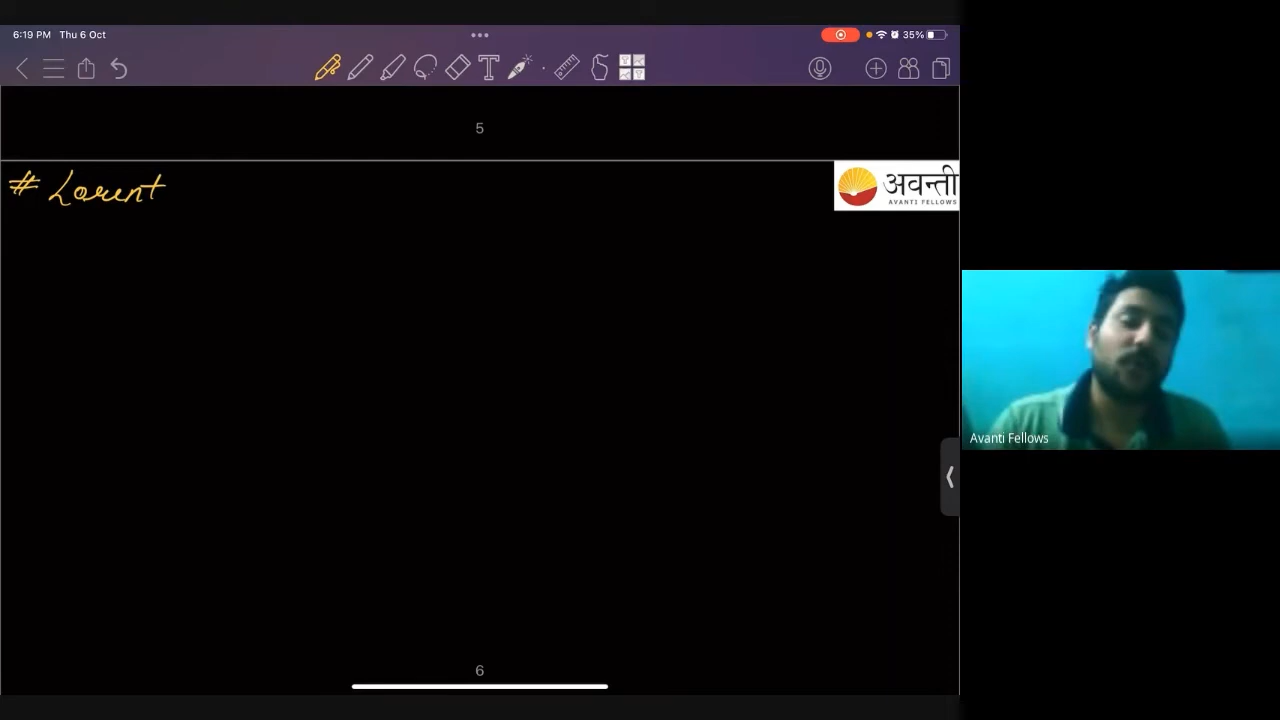 6:19 PM Thu 6 Oct
35%
5
# Lorent
अवन्ती
AVANTI FELLOWS
Avanti Fellows
6